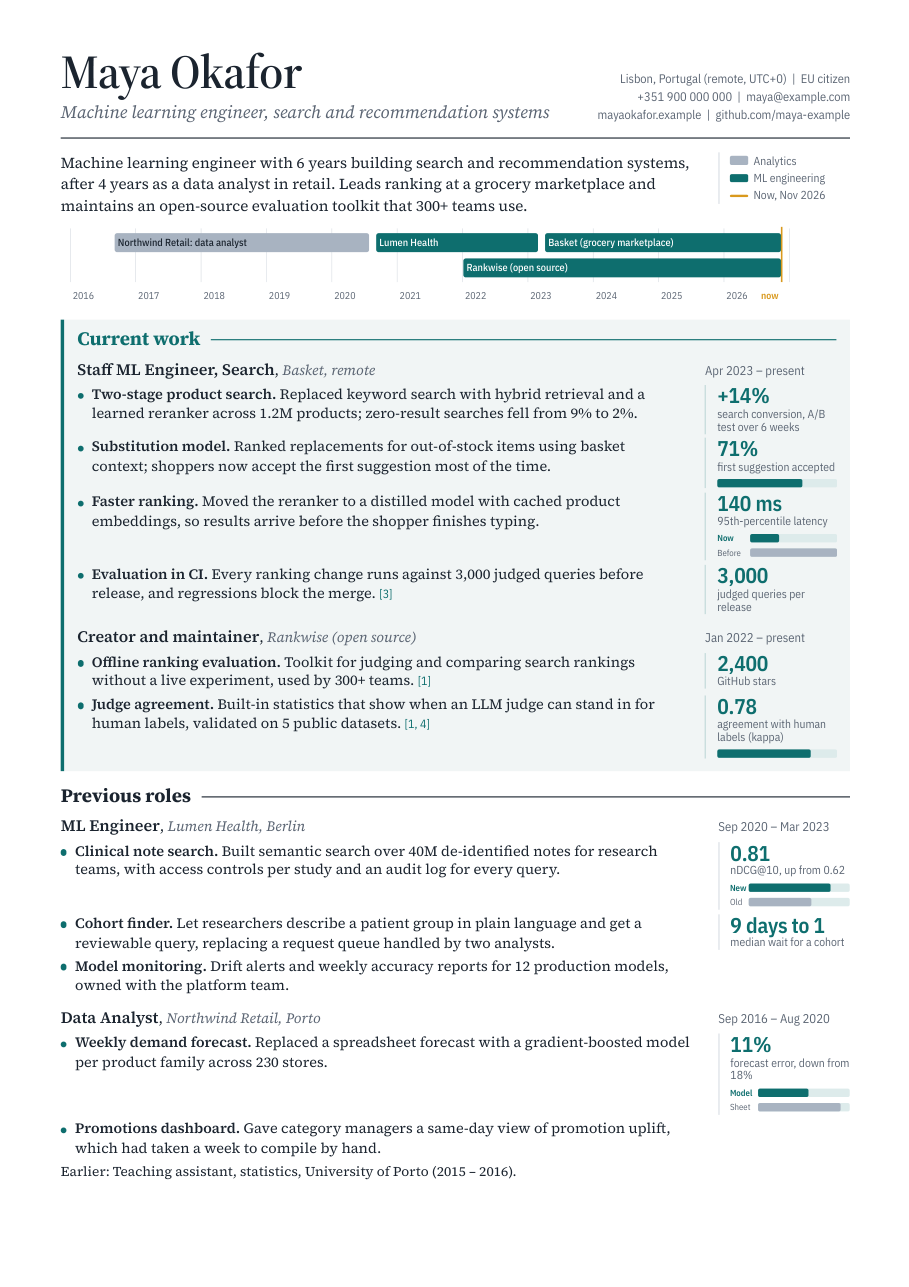 Maya Okafor
Machine learning engineer, search and recommendation systems
Lisbon, Portugal (remote, UTC+0) | EU citizen
+351 900 000 000 | maya@example.com
mayaokafor.example | github.com/maya-example
Machine learning engineer with 6 years building search and recommendation systems,
after 4 years as a data analyst in retail. Leads ranking at a grocery marketplace and
maintains an open-source evaluation toolkit that 300+ teams use.
Analytics
ML engineering
Now, Nov 2026
Northwind Retail: data analyst
Lumen Health
Basket (grocery marketplace)
Rankwise (open source)
2016 2017 2018 2019 2020 2021 2022 2023 2024 2025 2026 now
Current work
Staff ML Engineer, Search, Basket, remote
Apr 2023 – present
• Two-stage product search. Replaced keyword search with hybrid retrieval and a
learned reranker across 1.2M products; zero-result searches fell from 9% to 2%.
+14%
search conversion, A/B
test over 6 weeks
• Substitution model. Ranked replacements for out-of-stock items using basket
context; shoppers now accept the first suggestion most of the time.
71%
first suggestion accepted
• Faster ranking. Moved the reranker to a distilled model with cached product
embeddings, so results arrive before the shopper finishes typing.
140 ms
95th-percentile latency
Now
Before
• Evaluation in CI. Every ranking change runs against 3,000 judged queries before
release, and regressions block the merge. [3]
3,000
judged queries per
release
Creator and maintainer, Rankwise (open source)
Jan 2022 – present
• Offline ranking evaluation. Toolkit for judging and comparing search rankings
without a live experiment, used by 300+ teams. [1]
2,400
GitHub stars
• Judge agreement. Built-in statistics that show when an LLM judge can stand in for
human labels, validated on 5 public datasets. [1, 4]
0.78
agreement with human
labels (kappa)
Previous roles
ML Engineer, Lumen Health, Berlin
Sep 2020 – Mar 2023
• Clinical note search. Built semantic search over 40M de-identified notes for research
teams, with access controls per study and an audit log for every query.
0.81
nDCG@10, up from 0.62
New
Old
• Cohort finder. Let researchers describe a patient group in plain language and get a
reviewable query, replacing a request queue handled by two analysts.
9 days to 1
median wait for a cohort
• Model monitoring. Drift alerts and weekly accuracy reports for 12 production models,
owned with the platform team.
Data Analyst, Northwind Retail, Porto
Sep 2016 – Aug 2020
• Weekly demand forecast. Replaced a spreadsheet forecast with a gradient-boosted model
per product family across 230 stores.
11%
forecast error, down from
18%
Model
Sheet
• Promotions dashboard. Gave category managers a same-day view of promotion uplift,
which had taken a week to compile by hand.
Earlier: Teaching assistant, statistics, University of Porto (2015 – 2016).